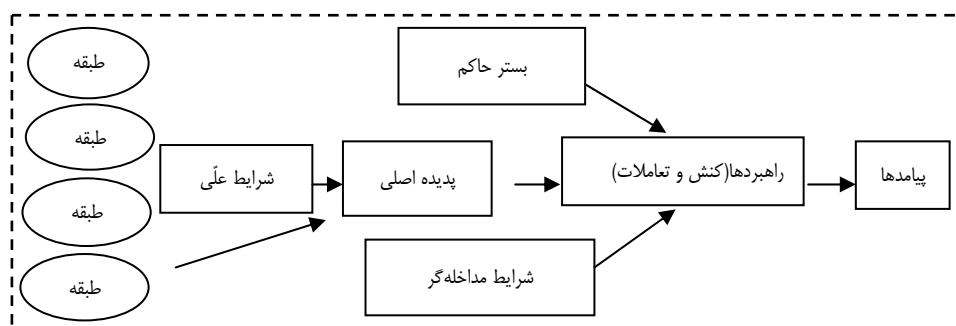 طبقه
طبقه
طبقه
طبقه
شرایط علّی
پدیده اصلی
بستر حاکم
شرایط مداخله‌گر
راهبردها(کنش و تعاملات)
پیامدها